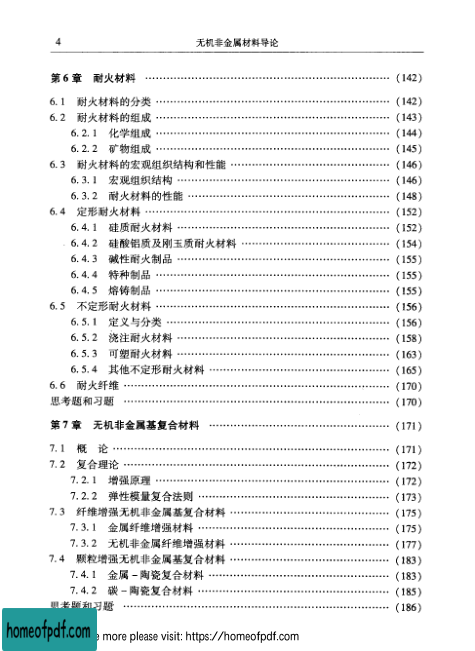 4 无机非金属材料导论
第6章 耐火材料 …… (142)
6.1 耐火材料的分类 …… (142)
6.2 耐火材料的组成 …… (143)
6.2.1 化学组成 …… (144)
6.2.2 矿物组成 …… (145)
6.3 耐火材料的宏观组织结构和性能 …… (146)
6.3.1 宏观组织结构 …… (146)
6.3.2 耐火材料的性能 …… (148)
6.4 定形耐火材料 …… (152)
6.4.1 硅质耐火材料 …… (152)
6.4.2 硅酸铝质及刚玉质耐火材料 …… (154)
6.4.3 碱性耐火制品 …… (155)
6.4.4 特种制品 …… (155)
6.4.5 熔铸制品 …… (155)
6.5 不定形耐火材料 …… (156)
6.5.1 定义与分类 …… (156)
6.5.2 浇注耐火材料 …… (158)
6.5.3 可塑耐火材料 …… (163)
6.5.4 其他不定形耐火材料 …… (165)
6.6 耐火纤维 …… (170)
思考题和习题 …… (170)
第7章 无机非金属基复合材料 …… (171)
7.1 概 论 …… (171)
7.2 复合理论 …… (172)
7.2.1 增强原理 …… (172)
7.2.2 弹性模量复合法则 …… (173)
7.3 纤维增强无机非金属基复合材料 …… (175)
7.3.1 金属纤维增强材料 …… (175)
7.3.2 无机非金属纤维增强材料 …… (177)
7.4 颗粒增强无机非金属基复合材料 …… (183)
7.4.1 金属－陶瓷复合材料 …… (183)
7.4.2 碳－陶瓷复合材料 …… (185)
思考题和习题 …… (186)
homeofpdf.com
more please visit: https://homeofpdf.com